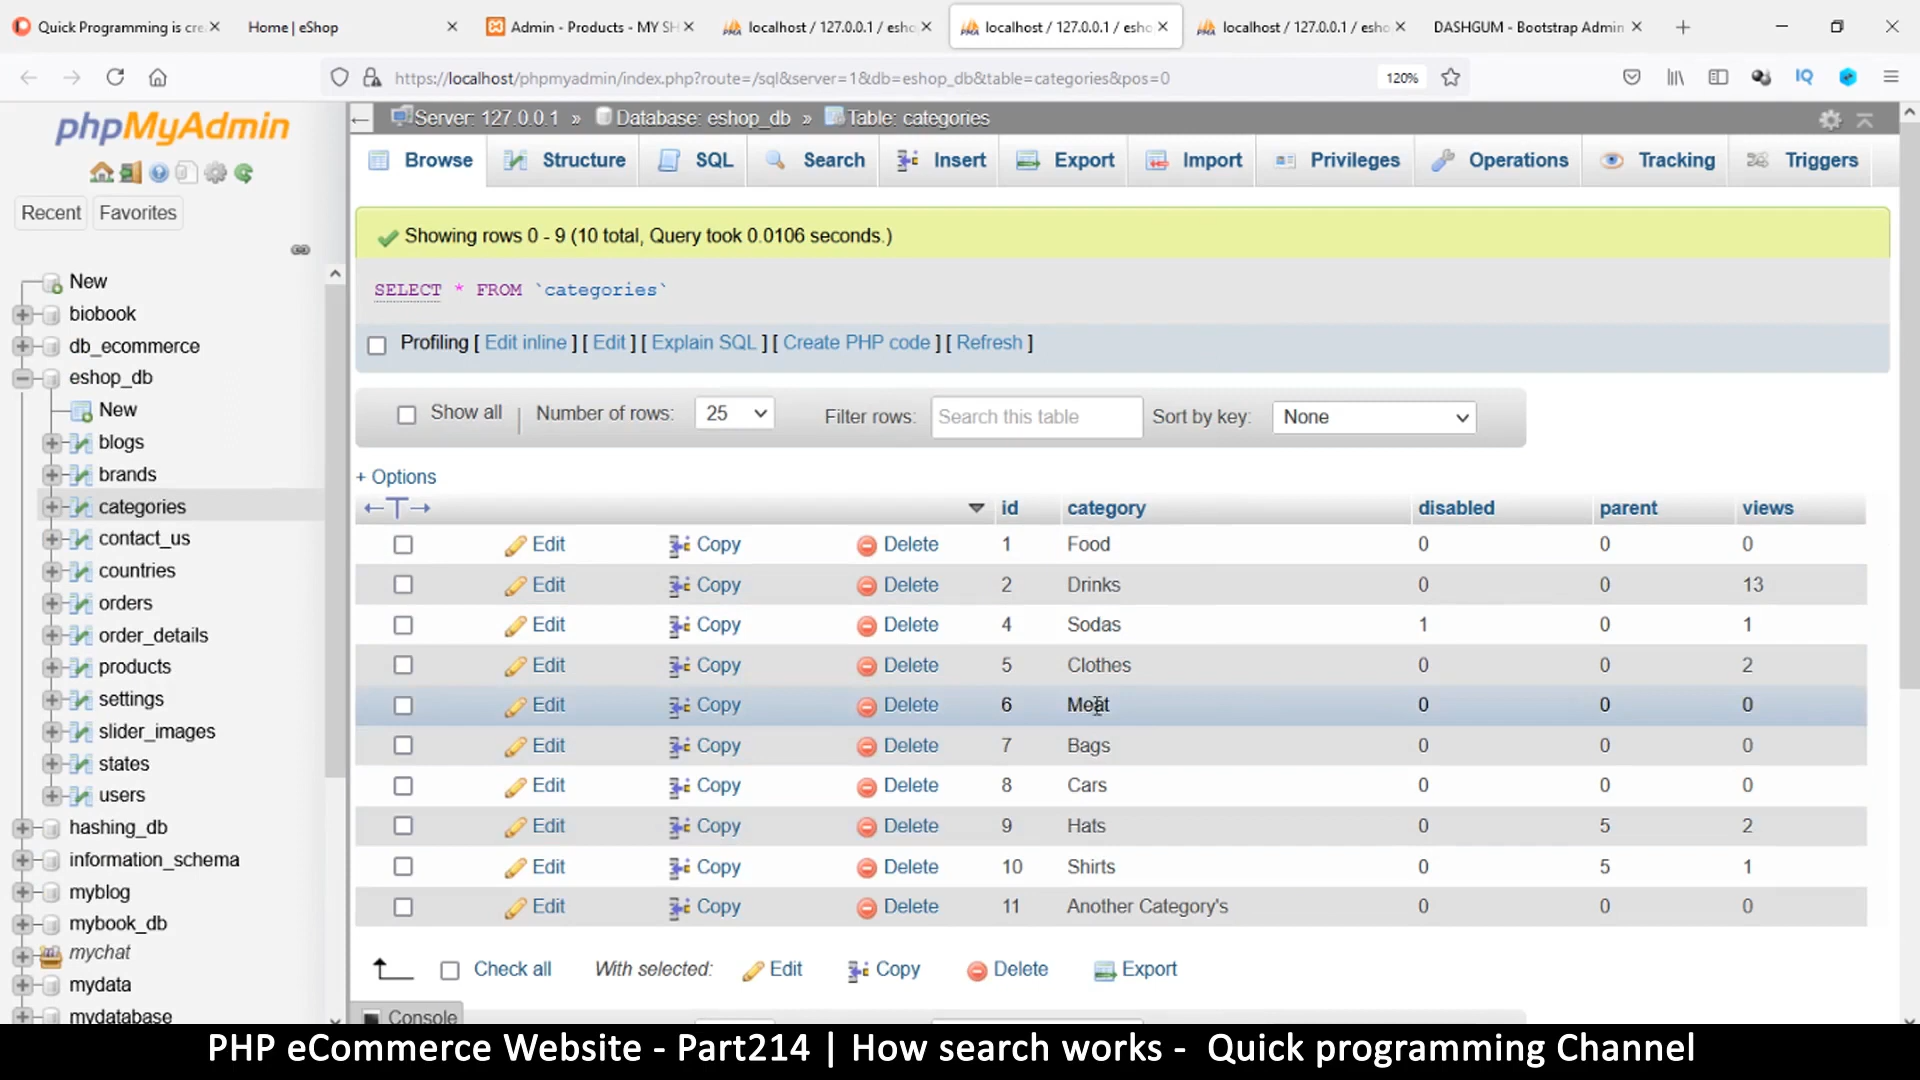 Quick Programming is cre
Home | eShop
Admin - Products - MY SH
localhost / 127.0.0.1 / esho
localhost / 127.0.0.1 / esho
localhost / 127.0.0.1 / esho
DASHGUM - Bootstrap Admin
https://localhost/phpmyadmin/index.php?route=/sql&server=1&db=eshop_db&table=categories&pos=0
120%
IQ
phpMyAdmin
Recent
Favorites
New
biobook
db_ecommerce
eshop_db
New
blogs
brands
categories
contact_us
countries
orders
order_details
products
settings
slider_images
states
users
hashing_db
information_schema
myblog
mybook_db
mychat
mydata
mydatabase
Server: 127.0.0.1 » Database: eshop_db » Table: categories
Browse Structure SQL Search Insert Export Import Privileges Operations Tracking Triggers
Showing rows 0 - 9 (10 total, Query took 0.0106 seconds.)
SELECT * FROM `categories`
Profiling [ Edit inline ] [ Edit ] [ Explain SQL ] [ Create PHP code ] [ Refresh ]
Show all | Number of rows: 25 Filter rows: Search this table Sort by key: None
+ Options
←T→ id category disabled parent views
Edit Copy Delete 1 Food 0 0 0
Edit Copy Delete 2 Drinks 0 0 13
Edit Copy Delete 4 Sodas 1 0 1
Edit Copy Delete 5 Clothes 0 0 2
Edit Copy Delete 6 Meat 0 0 0
Edit Copy Delete 7 Bags 0 0 0
Edit Copy Delete 8 Cars 0 0 0
Edit Copy Delete 9 Hats 0 5 2
Edit Copy Delete 10 Shirts 0 5 1
Edit Copy Delete 11 Another Category's 0 0 0
Check all With selected: Edit Copy Delete Export
Console
PHP eCommerce Website - Part214 | How search works - Quick programming Channel